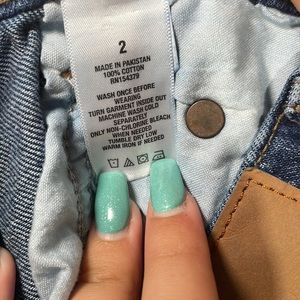 2
MADE IN PAKISTAN
100% COTTON
RN154379
WASH ONCE BEFORE
WEARING
TURN GARMENT INSIDE OUT
MACHINE WASH COLD
SEPARATELY
ONLY NON-CHLORINE BLEACH
WHEN NEEDED
TUMBLE DRY LOW
WARM IRON IF NEEDED